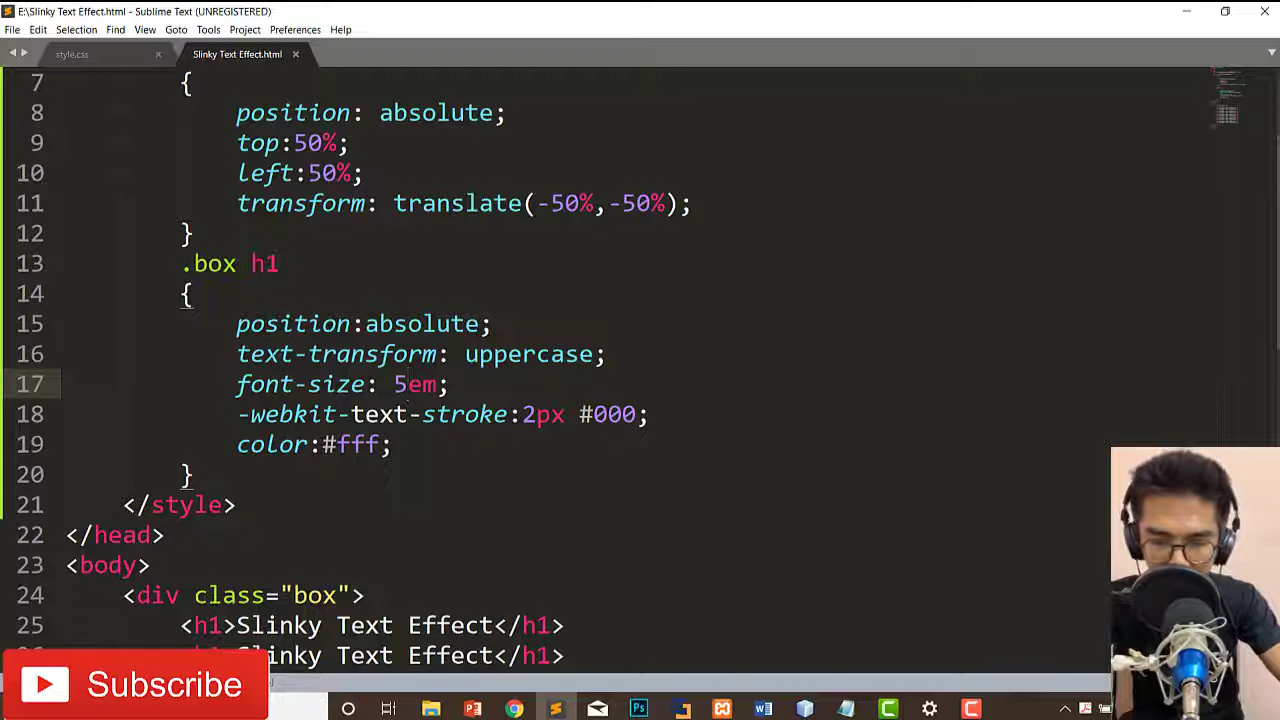 E:\Slinky Text Effect.html - Sublime Text (UNREGISTERED)
File Edit Selection Find View Goto Tools Project Preferences Help
style.css × Slinky Text Effect.html ×
7 {
8 position: absolute;
9 top:50%;
10 left:50%;
11 transform: translate(-50%,-50%);
12 }
13 .box h1
14 {
15 position:absolute;
16 text-transform: uppercase;
17 font-size: 5em;
18 -webkit-text-stroke:2px #000;
19 color:#fff;
20 }
21 </style>
22 </head>
23 <body>
24 <div class="box">
25 <h1>Slinky Text Effect</h1>
Slinky Text Effect</h1>
Subscribe